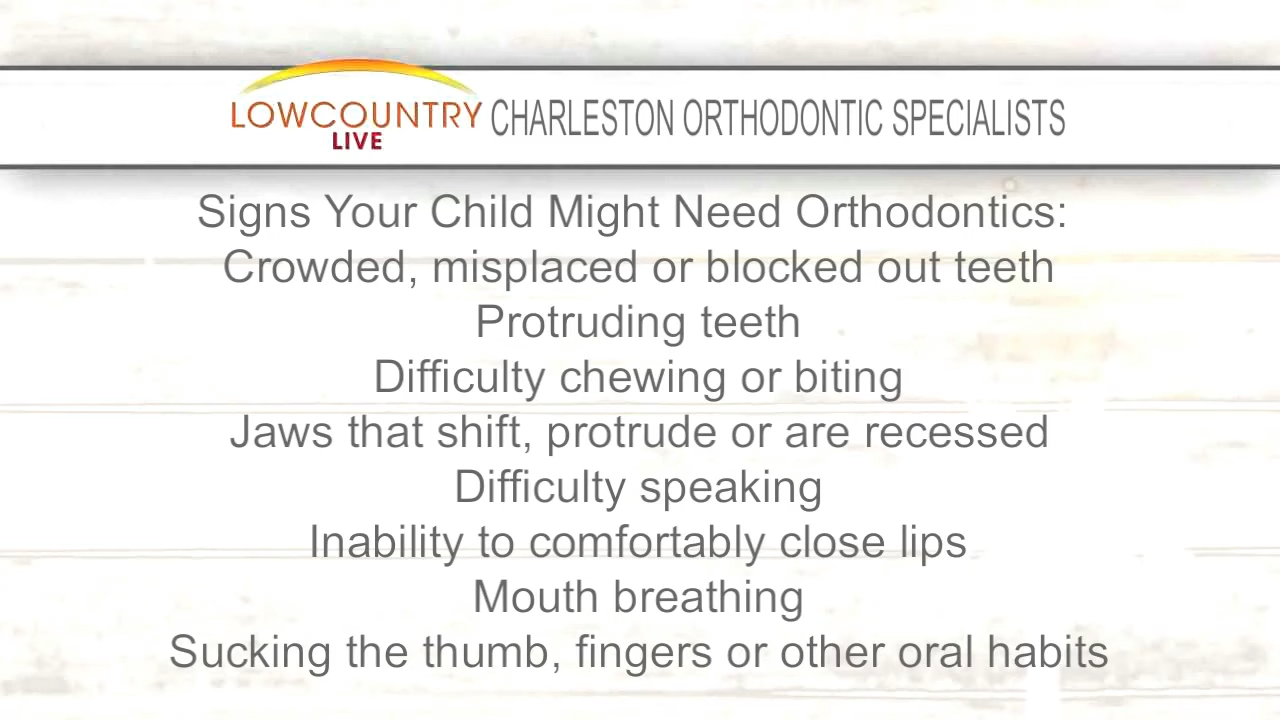 LOWCOUNTRY
LIVE
CHARLESTON ORTHODONTIC SPECIALISTS
Signs Your Child Might Need Orthodontics:
Crowded, misplaced or blocked out teeth
Protruding teeth
Difficulty chewing or biting
Jaws that shift, protrude or are recessed
Difficulty speaking
Inability to comfortably close lips
Mouth breathing
Sucking the thumb, fingers or other oral habits